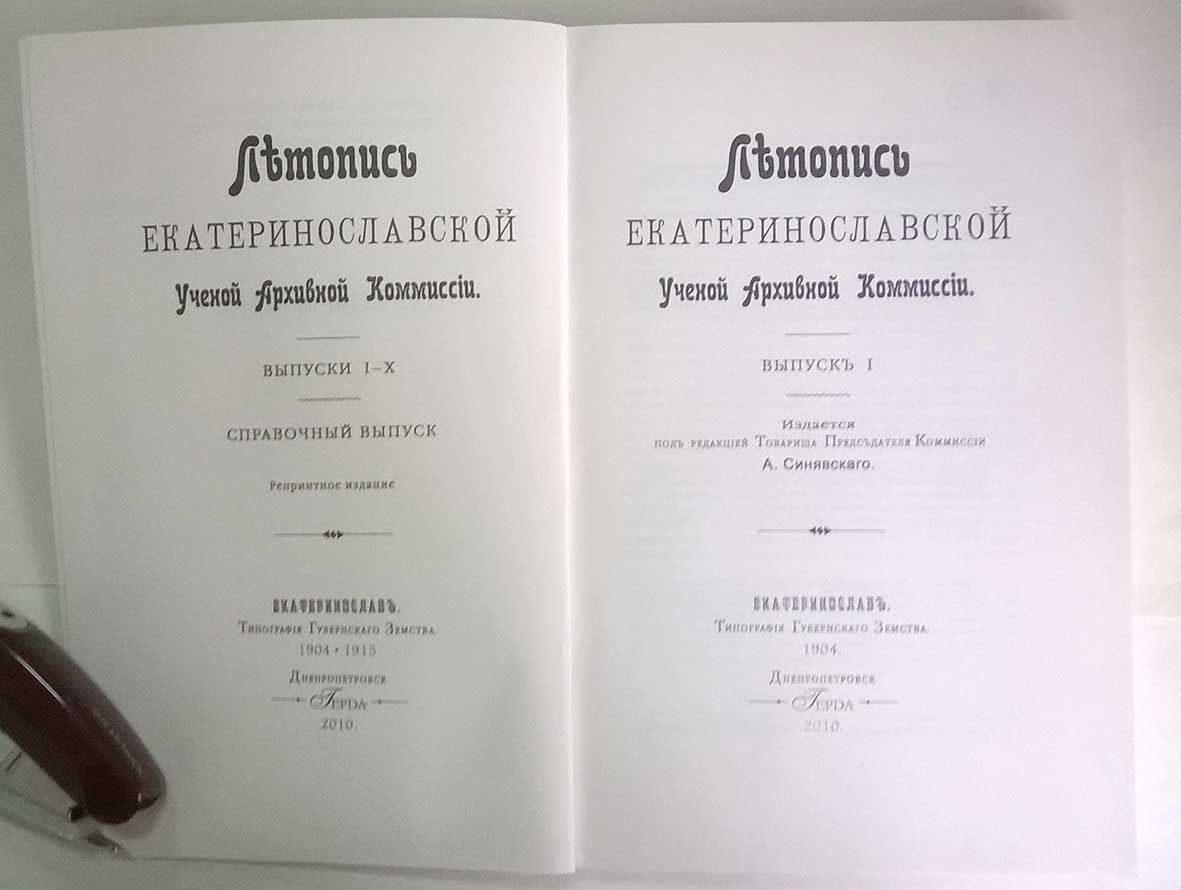 Лѣтопись
ЕКАТЕРИНОСЛАВСКОЙ
Ученой Архивной Коммиссіи.
ВЫПУСКИ I–X
СПРАВОЧНЫЙ ВЫПУСК
Репринтное издание
ЕКАТЕРИНОСЛАВЪ,
Типографія Губернскаго Земства.
1904 • 1915
Днепропетровск
Герда
2010.
Лѣтопись
ЕКАТЕРИНОСЛАВСКОЙ
Ученой Архивной Коммиссіи.
ВЫПУСКЪ I
Издается
подъ редакціей Товарища Предсѣдателя Коммиссіи
А. Синявскаго.
ЕКАТЕРИНОСЛАВЪ,
Типографія Губернскаго Земства.
1904.
Днепропетровск
Герда
2010.